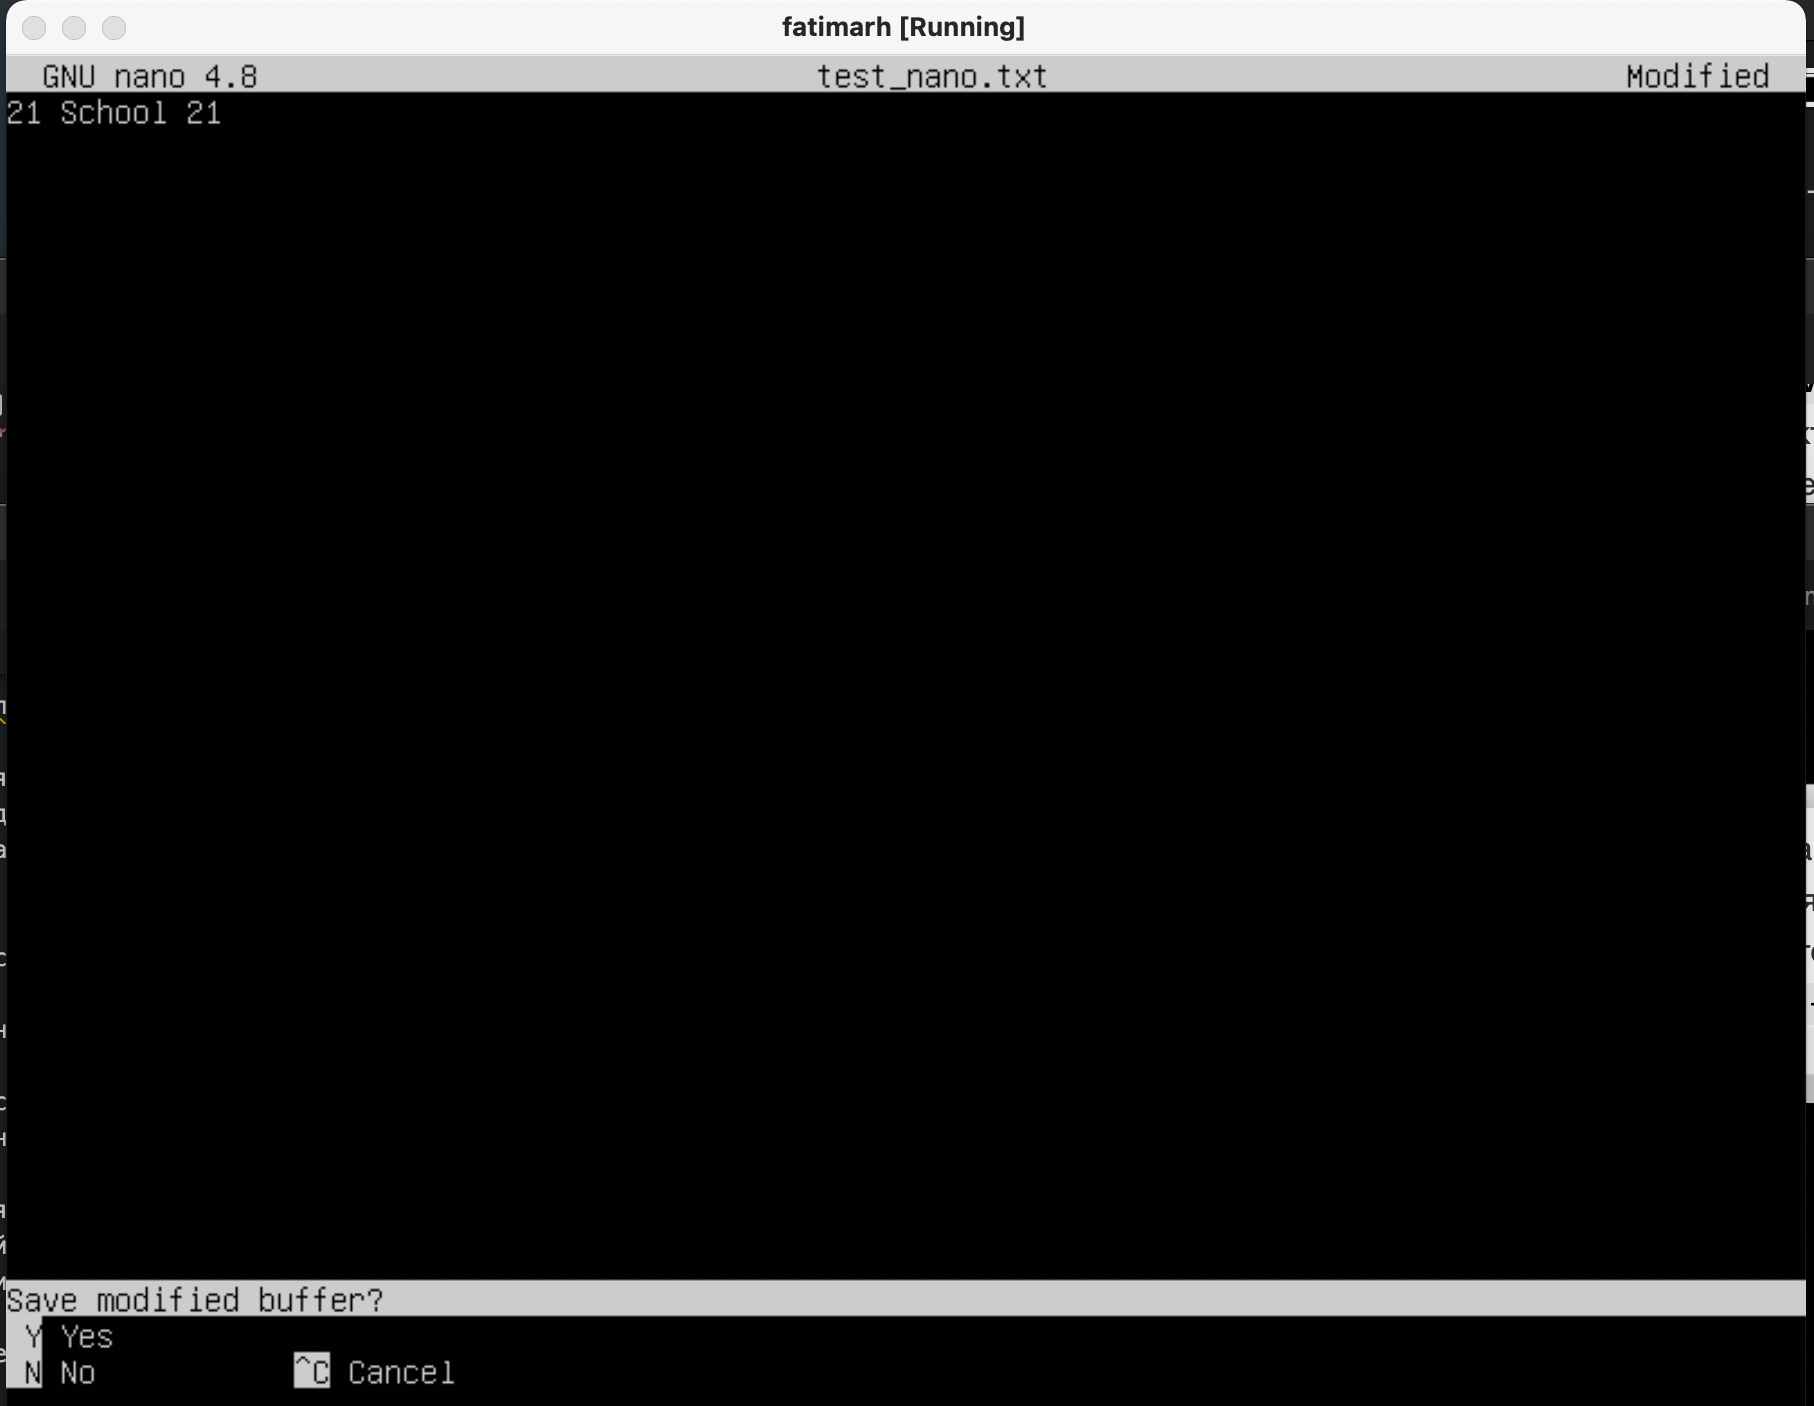 fatimarh [Running]
GNU nano 4.8 test_nano.txt Modified
21 School 21
Save modified buffer?
Y Yes
N No ^C Cancel